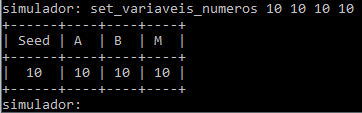 simulador: set_variaveis_numeros 10 10 10 10
+------+----+----+----+
| Seed | A | B | M |
+------+----+----+----+
| 10 | 10 | 10 | 10 |
+------+----+----+----+
simulador: